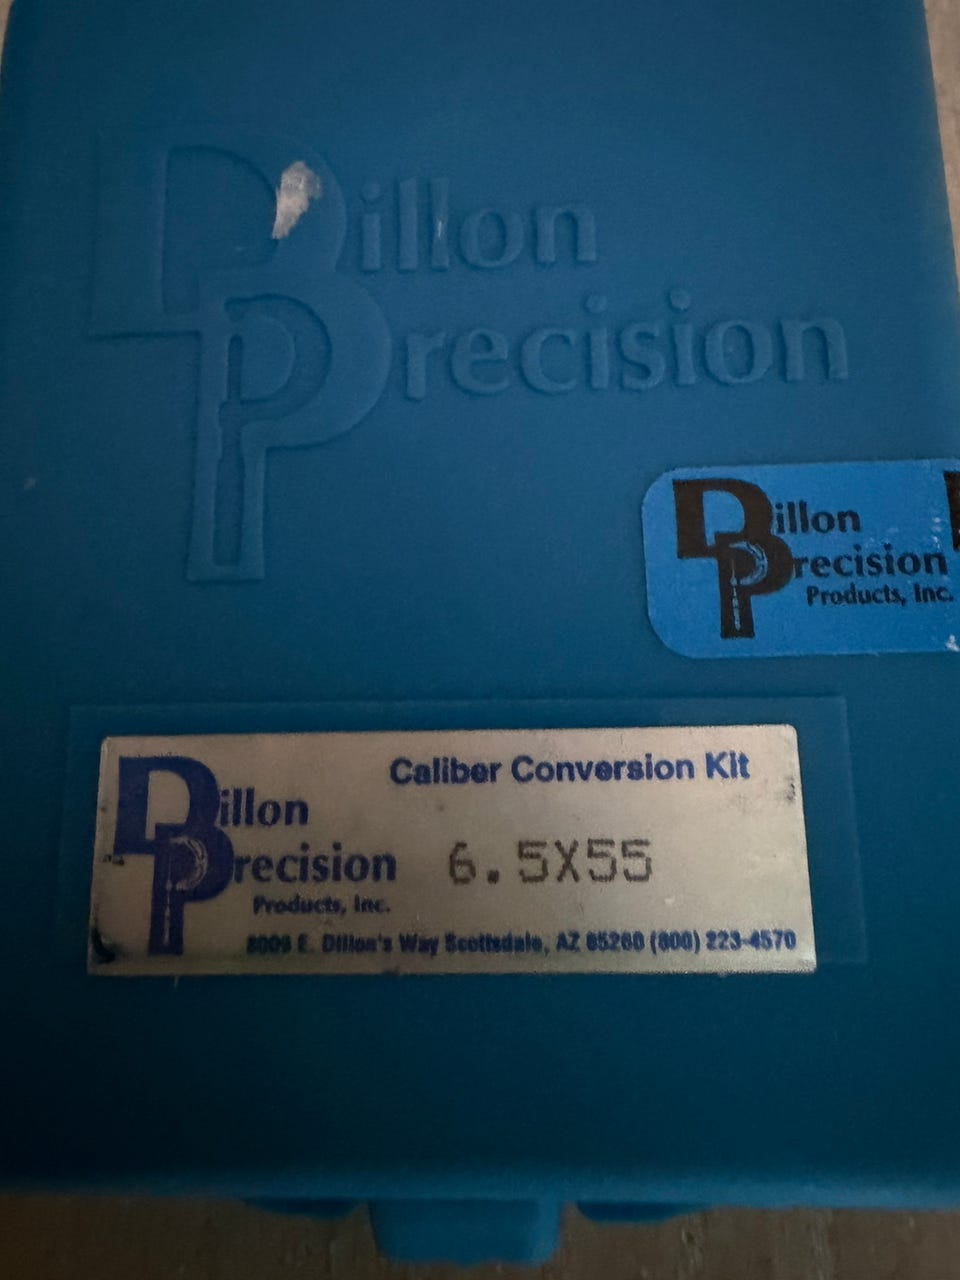 Dillon
Precision
Dillon
Precision
Products, Inc.
Caliber Conversion Kit
Dillon
Precision
6.5X55
Products, Inc.
8009 E. Dillon's Way Scottsdale, AZ 85260 (800) 223-4570